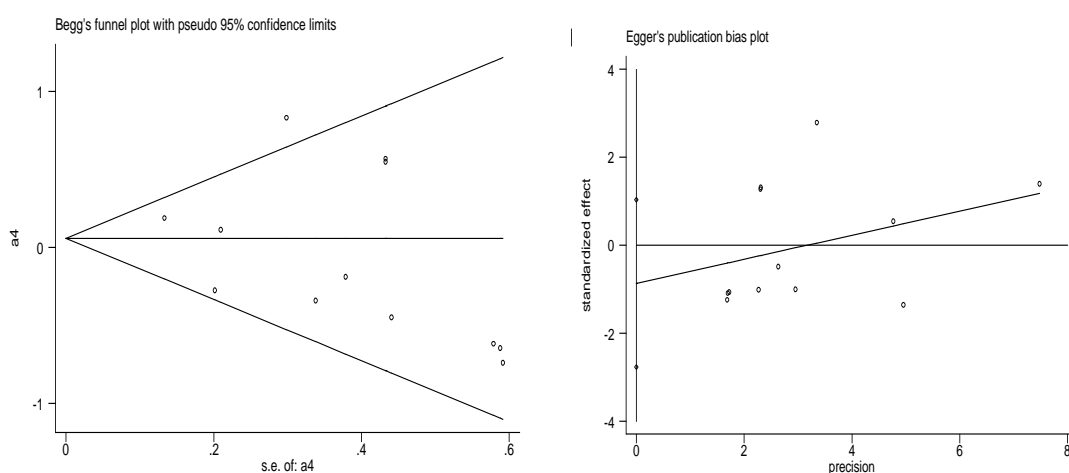 Begg's funnel plot with pseudo 95% confidence limits
a4
1
0
-1
0
.2
.4
.6
s.e. of: a4
Egger's publication bias plot
standardized effect
4
2
0
-2
-4
0
2
4
6
8
precision